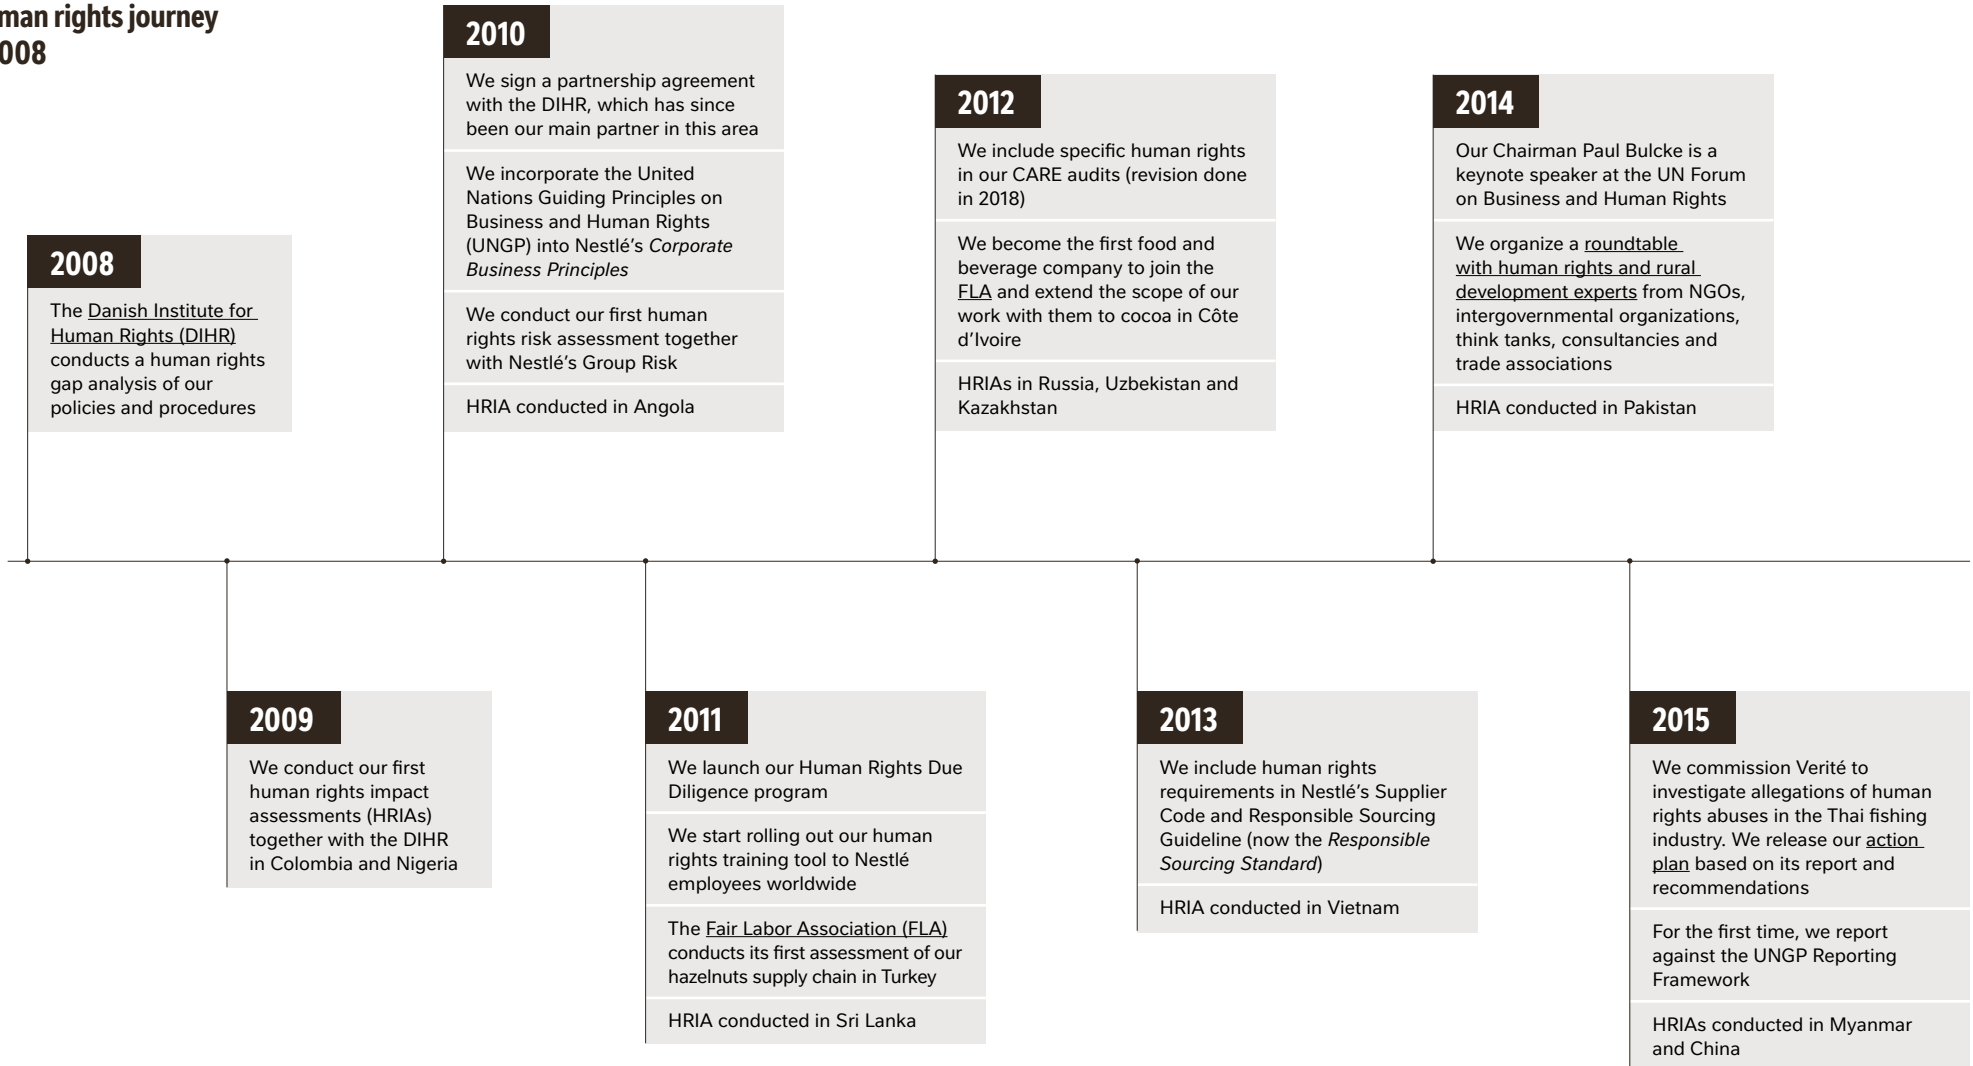 man rights journey
008
2008
The Danish Institute for
Human Rights (DIHR)
conducts a human rights
gap analysis of our
policies and procedures
2009
We conduct our first
human rights impact
assessments (HRIAs)
together with the DIHR
in Colombia and Nigeria
2010
We sign a partnership agreement
with the DIHR, which has since
been our main partner in this area
We incorporate the United
Nations Guiding Principles on
Business and Human Rights
(UNGP) into Nestlé’s Corporate
Business Principles
We conduct our first human
rights risk assessment together
with Nestlé’s Group Risk
HRIA conducted in Angola
2011
We launch our Human Rights Due
Diligence program
We start rolling out our human
rights training tool to Nestlé
employees worldwide
The Fair Labor Association (FLA)
conducts its first assessment of our
hazelnuts supply chain in Turkey
HRIA conducted in Sri Lanka
2012
We include specific human rights
in our CARE audits (revision done
in 2018)
We become the first food and
beverage company to join the
FLA and extend the scope of our
work with them to cocoa in Côte
d’Ivoire
HRIAs in Russia, Uzbekistan and
Kazakhstan
2013
We include human rights
requirements in Nestlé’s Supplier
Code and Responsible Sourcing
Guideline (now the Responsible
Sourcing Standard)
HRIA conducted in Vietnam
2014
Our Chairman Paul Bulcke is a
keynote speaker at the UN Forum
on Business and Human Rights
We organize a roundtable
with human rights and rural
development experts from NGOs,
intergovernmental organizations,
think tanks, consultancies and
trade associations
HRIA conducted in Pakistan
2015
We commission Verité to
investigate allegations of human
rights abuses in the Thai fishing
industry. We release our action
plan based on its report and
recommendations
For the first time, we report
against the UNGP Reporting
Framework
HRIAs conducted in Myanmar
and China